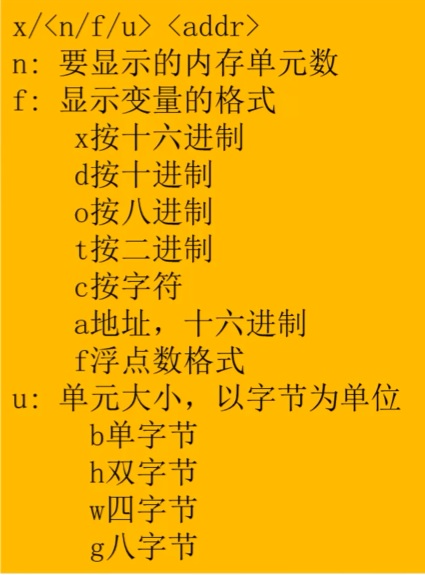 x/<n/f/u> <addr>
n: 要显示的内存单元数
f: 显示变量的格式
x按十六进制
d按十进制
o按八进制
t按二进制
c按字符
a地址，十六进制
f浮点数格式
u: 单元大小，以字节为单位
b单字节
h双字节
w四字节
g八字节